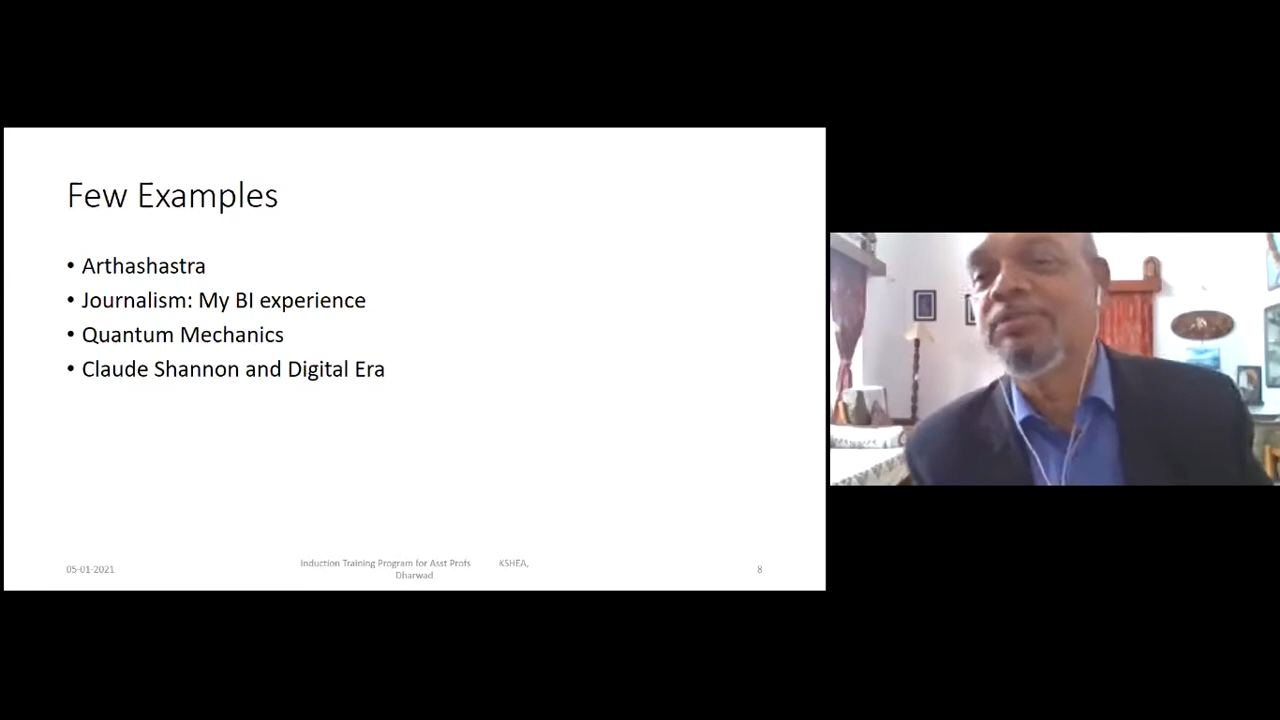 Few Examples
• Arthashastra
• Journalism: My BI experience
• Quantum Mechanics
• Claude Shannon and Digital Era
05-01-2021
Induction Training Program for Asst Profs KSHEA,
Dharwad
8